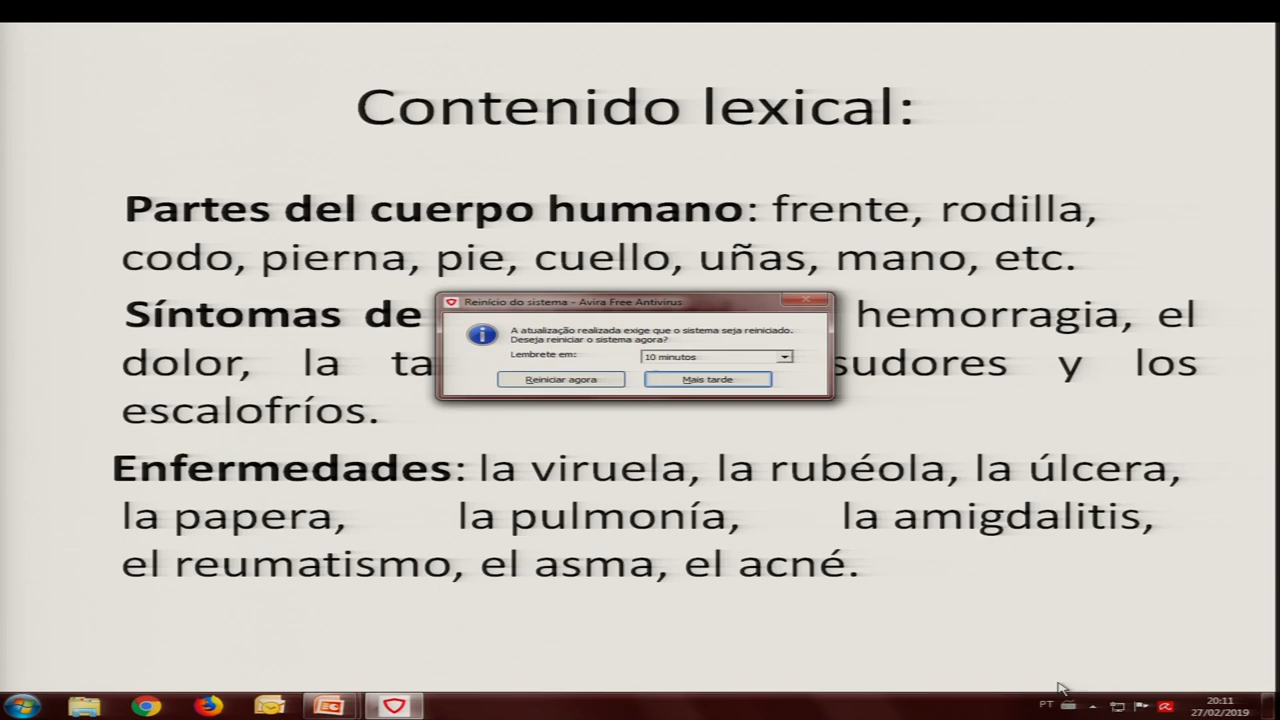 Contenido lexical:
Partes del cuerpo humano: frente, rodilla,
codo, pierna, pie, cuello, uñas, mano, etc.
Síntomas de hemorragia, el
dolor, la sudores y los
escalofríos.
Enfermedades: la viruela, la rubéola, la úlcera,
la papera, la pulmonía, la amigdalitis,
el reumatismo, el asma, el acné.
Reinício do sistema - Avira Free Antivirus
A atualização realizada exige que o sistema seja reiniciado.
Deseja reiniciar o sistema agora?
Lembrete em: 10 minutos
Reiniciar agora Mais tarde
PT 20:11
27/02/2019